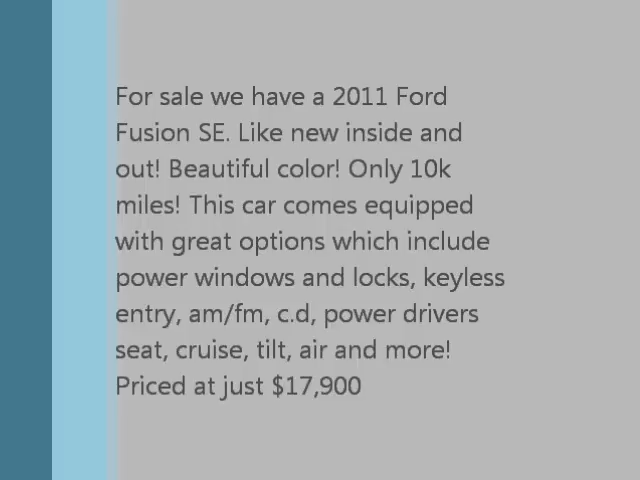 For sale we have a 2011 Ford
Fusion SE. Like new inside and
out! Beautiful color! Only 10k
miles! This car comes equipped
with great options which include
power windows and locks, keyless
entry, am/fm, c.d, power drivers
seat, cruise, tilt, air and more!
Priced at just $17,900